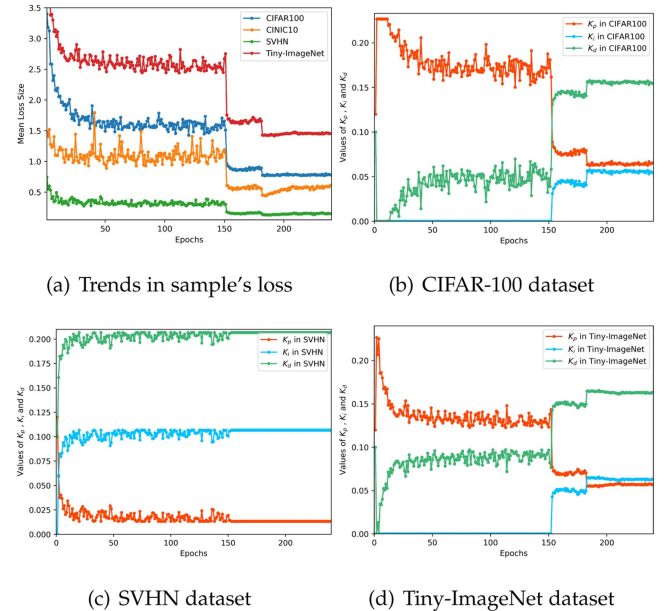 3.5
3.0
2.5
2.0
1.5
1.0
0.5
Mean Loss Size
CIFAR100
CINIC10
SVHN
Tiny-ImageNet
50 100 150 200
Epochs
(a) Trends in sample's loss
0.20
0.15
0.10
0.05
0.00
Values of Kp , Ki and Kd
Kp in CIFAR100
Ki in CIFAR100
Kd in CIFAR100
0 50 100 150 200
Epochs
(b) CIFAR-100 dataset
0.200
0.175
0.150
0.125
0.100
0.075
0.050
0.025
0.000
Values of Kp , Ki and Kd
Kp in SVHN
Ki in SVHN
Kd in SVHN
0 50 100 150 200
Epochs
(c) SVHN dataset
0.20
0.15
0.10
0.05
0.00
Values of Kp , Ki and Kd
Kp in Tiny-ImageNet
Ki in Tiny-ImageNet
Kd in Tiny-ImageNet
0 50 100 150 200
Epochs
(d) Tiny-ImageNet dataset